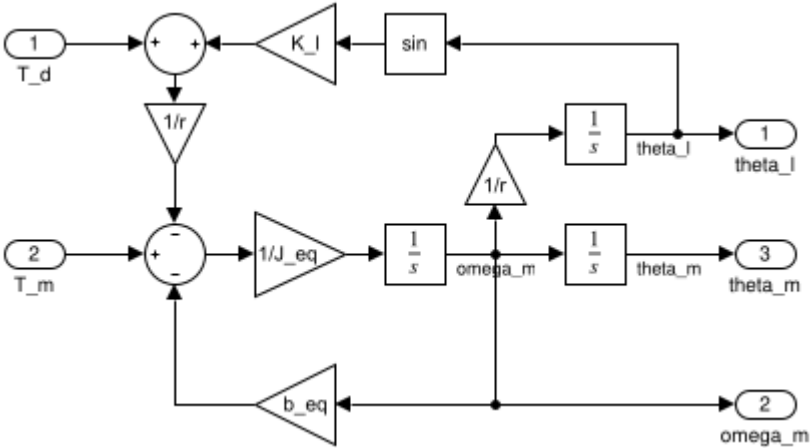 1
T_d
+
+
K_l
sin
1/r
1
s
theta_l
1
theta_l
1/r
2
T_m
−
+
−
1/J_eq
1
s
omega_m
1
s
theta_m
3
theta_m
b_eq
2
omega_m